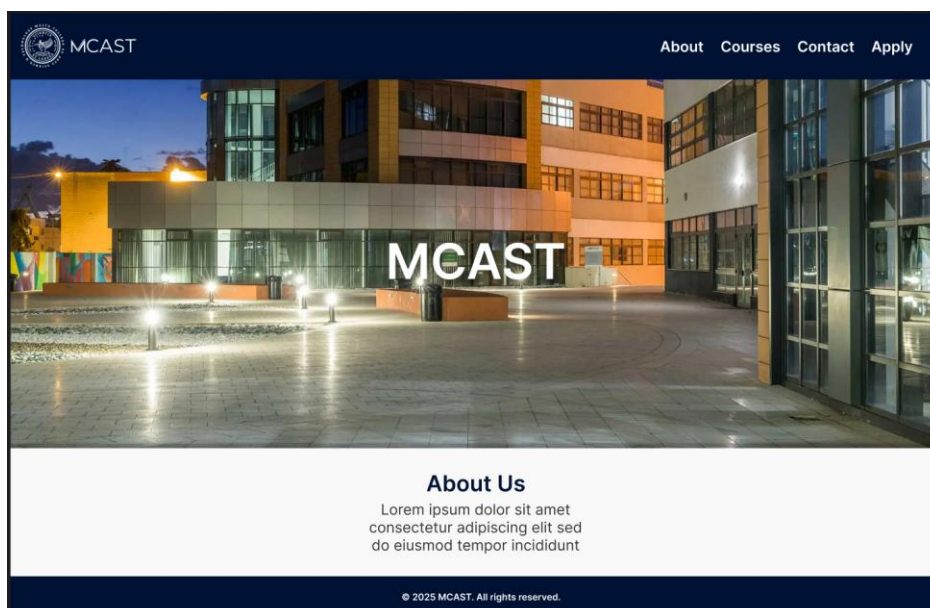 MCAST
About Courses Contact Apply
MCAST
About Us
Lorem ipsum dolor sit amet
consectetur adipiscing elit sed
do eiusmod tempor incididunt
© 2025 MCAST. All rights reserved.